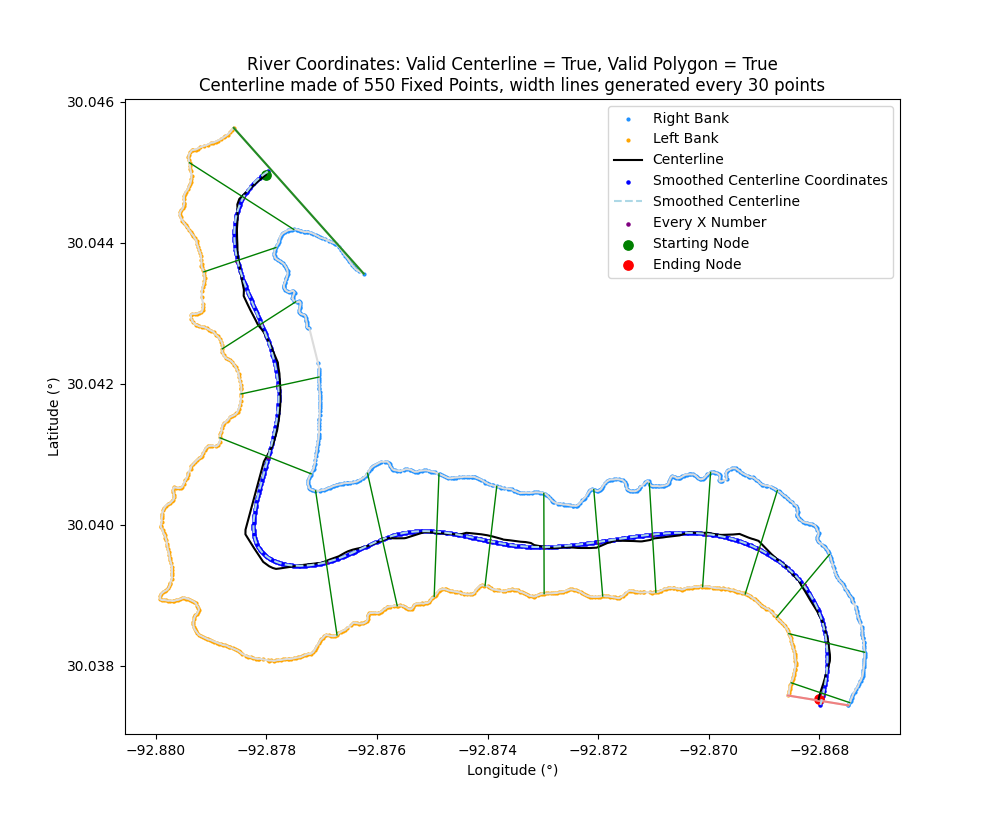 River Coordinates: Valid Centerline = True, Valid Polygon = True
Centerline made of 550 Fixed Points, width lines generated every 30 points
Right Bank
Left Bank
Centerline
Smoothed Centerline Coordinates
Smoothed Centerline
Every X Number
Starting Node
Ending Node
30.046
30.044
30.042
30.040
30.038
Latitude (°)
−92.880
−92.878
−92.876
−92.874
−92.872
−92.870
−92.868
Longitude (°)